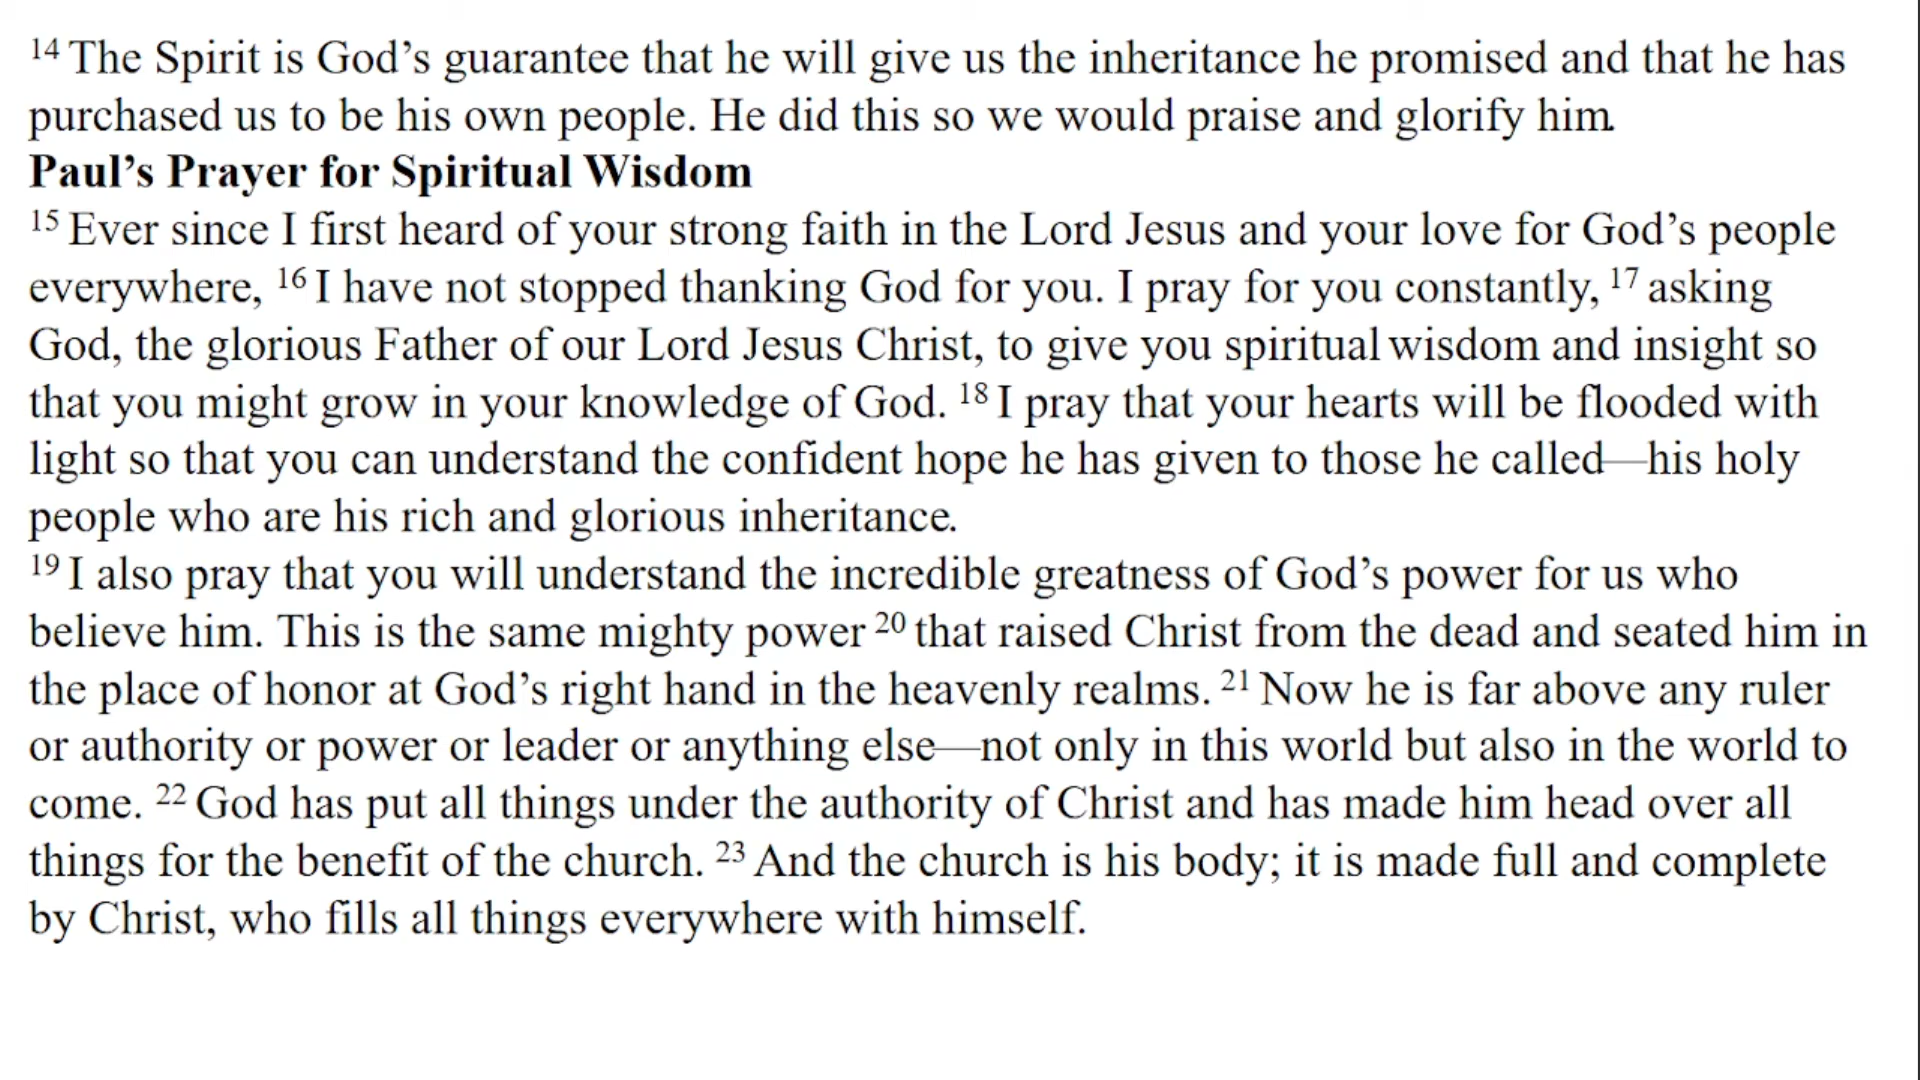 14 The Spirit is God’s guarantee that he will give us the inheritance he promised and that he has
purchased us to be his own people. He did this so we would praise and glorify him.
Paul’s Prayer for Spiritual Wisdom
15 Ever since I first heard of your strong faith in the Lord Jesus and your love for God’s people
everywhere, 16 I have not stopped thanking God for you. I pray for you constantly, 17 asking
God, the glorious Father of our Lord Jesus Christ, to give you spiritual wisdom and insight so
that you might grow in your knowledge of God. 18 I pray that your hearts will be flooded with
light so that you can understand the confident hope he has given to those he called—his holy
people who are his rich and glorious inheritance.
19 I also pray that you will understand the incredible greatness of God’s power for us who
believe him. This is the same mighty power 20 that raised Christ from the dead and seated him in
the place of honor at God’s right hand in the heavenly realms. 21 Now he is far above any ruler
or authority or power or leader or anything else—not only in this world but also in the world to
come. 22 God has put all things under the authority of Christ and has made him head over all
things for the benefit of the church. 23 And the church is his body; it is made full and complete
by Christ, who fills all things everywhere with himself.